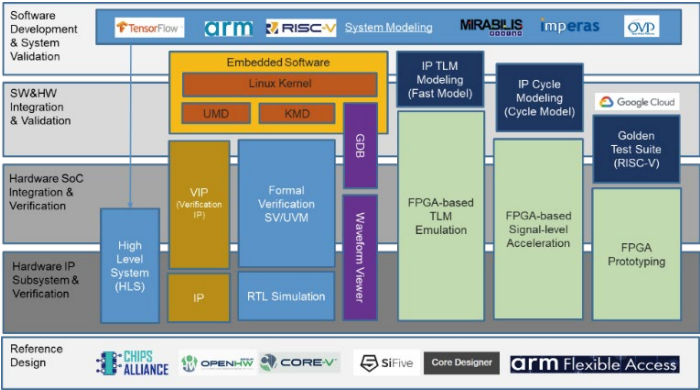 Software
Development
& System
Validation
TensorFlow
arm
RISC-V
System Modeling
MIRABILIS
DESIGN
imperas
OVP
Embedded Software
Linux Kernel
UMD
KMD
IP TLM
Modeling
(Fast Model)
IP Cycle
Modeling
(Cycle Model)
Google Cloud
Golden
Test Suite
(RISC-V)
SW&HW
Integration
& Validation
GDB
Hardware SoC
Integration &
Verification
VIP
(Verification
IP)
Formal
Verification
SV/UVM
Waveform Viewer
FPGA-based
TLM
Emulation
FPGA-based
Signal-level
Acceleration
FPGA
Prototyping
High
Level
System
(HLS)
Hardware IP
Subsystem &
Verification
IP
RTL Simulation
Reference
Design
CHIPS
ALLIANCE
OPENHW
CORE-V
SiFive
Core Designer
arm Flexible Access